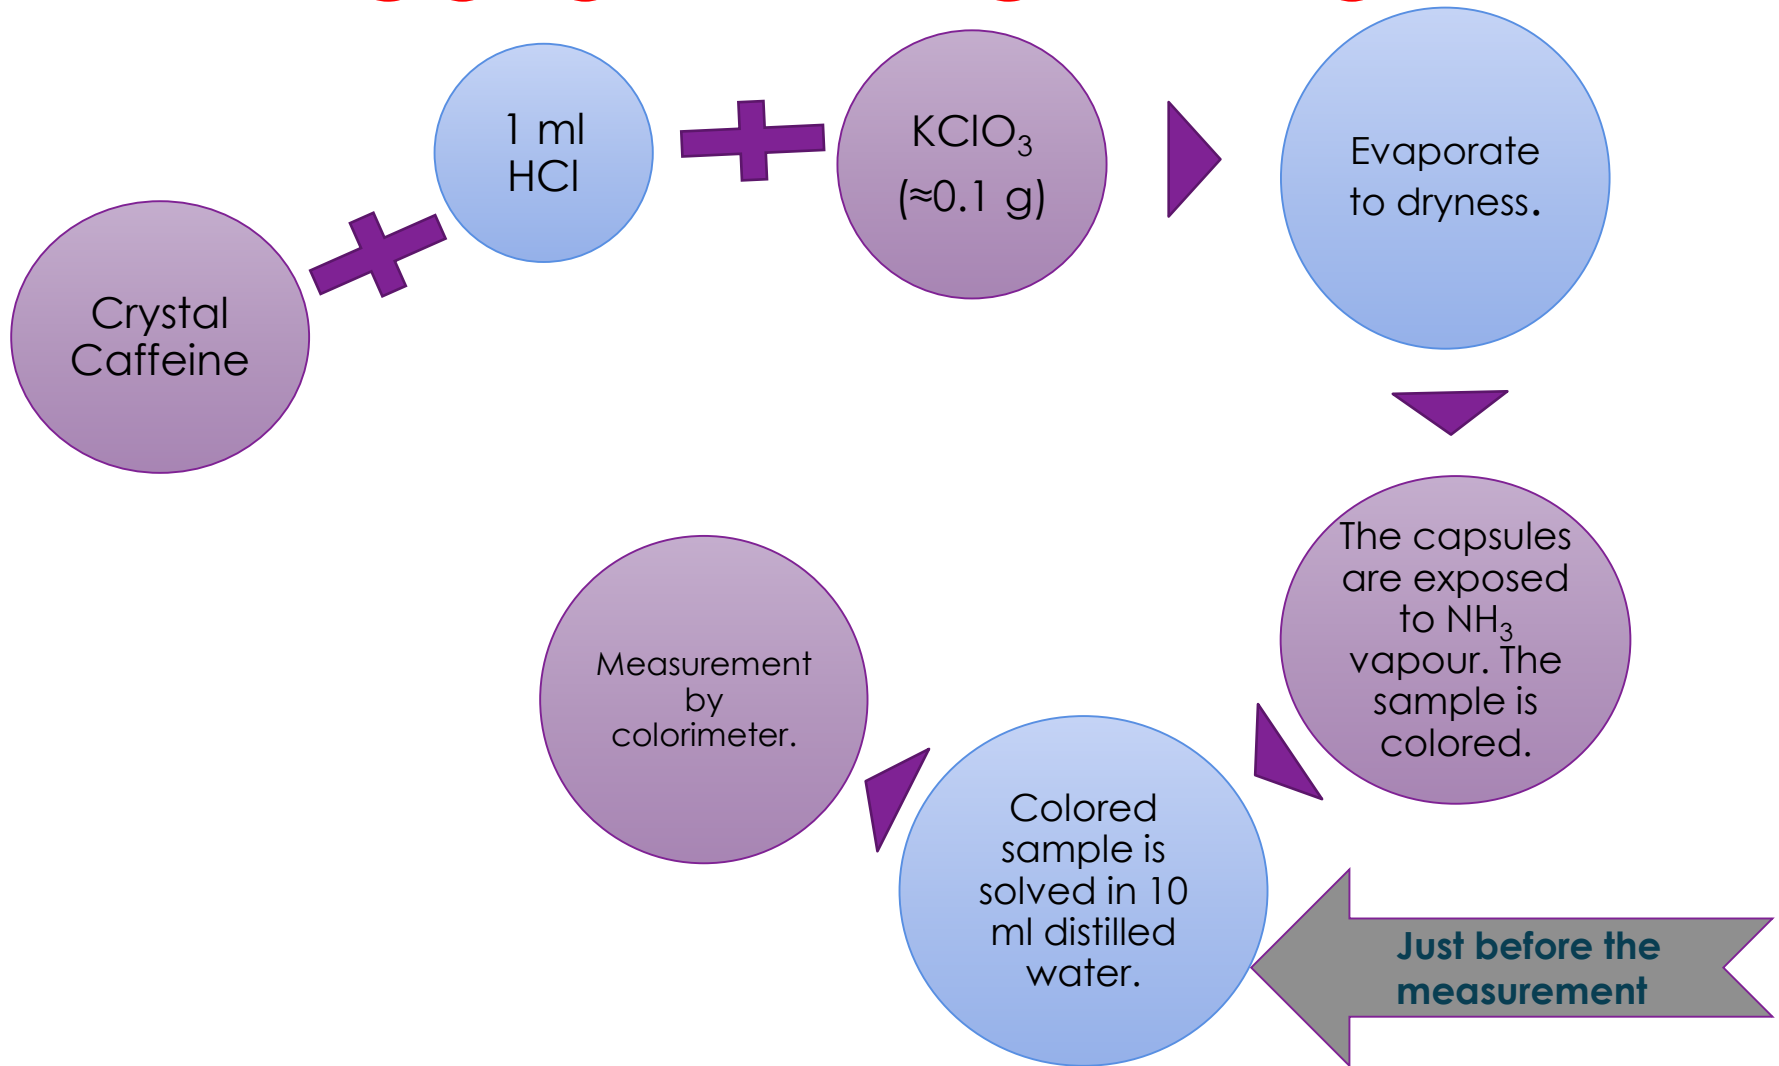 Crystal
Caffeine
1 ml
HCl
KClO₃
(≈0.1 g)
Evaporate
to dryness.
The capsules
are exposed
to NH₃
vapour. The
sample is
colored.
Colored
sample is
solved in 10
ml distilled
water.
Just before the
measurement
Measurement
by
colorimeter.